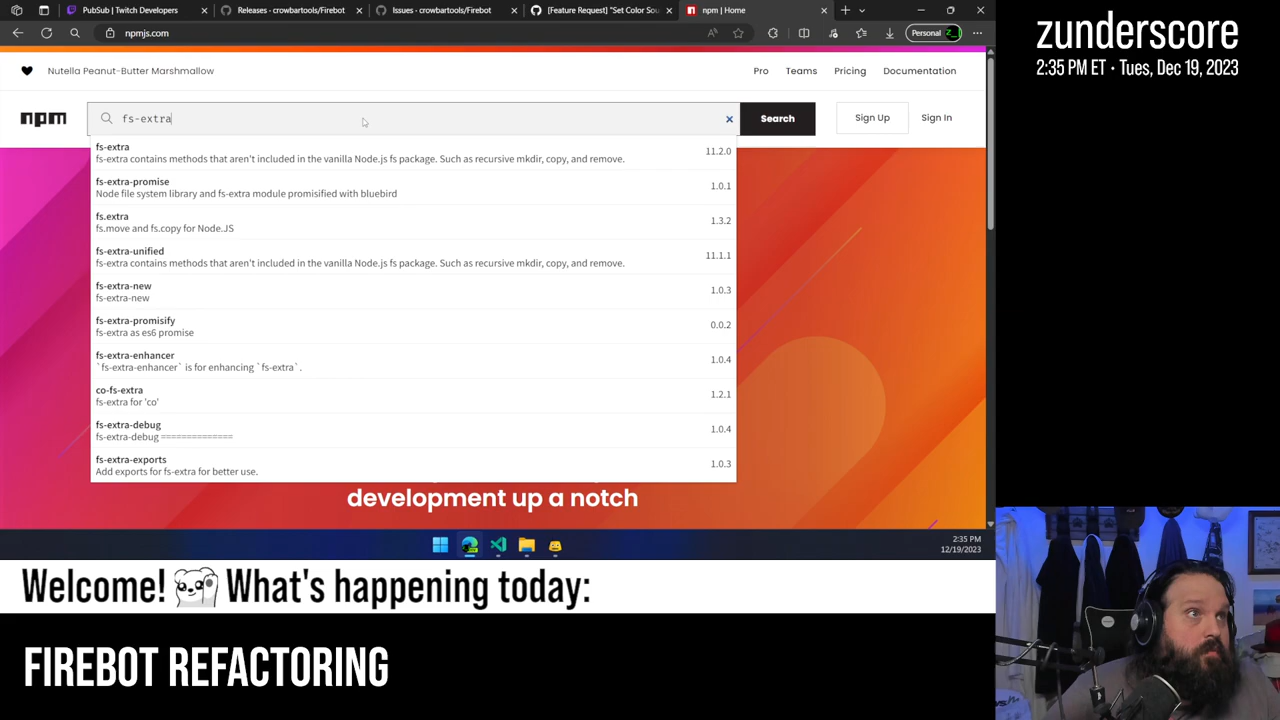 PubSub | Twitch Developers
Releases - crowbartools/Firebot
Issues - crowbartools/Firebot
[Feature Request] "Set Color Sou
npm | Home
npmjs.com
Personal
Nutella Peanut-Butter Marshmallow
Pro
Teams
Pricing
Documentation
npm
fs-extra
Search
Sign Up
Sign In
fs-extra
fs-extra contains methods that aren't included in the vanilla Node.js fs package. Such as recursive mkdir, copy, and remove.
11.2.0
fs-extra-promise
Node file system library and fs-extra module promisified with bluebird
1.0.1
fs.extra
fs.move and fs.copy for Node.JS
1.3.2
fs-extra-unified
fs-extra contains methods that aren't included in the vanilla Node.js fs package. Such as recursive mkdir, copy, and remove.
11.1.1
fs-extra-new
fs-extra-new
1.0.3
fs-extra-promisify
fs-extra as es6 promise
0.0.2
fs-extra-enhancer
`fs-extra-enhancer` is for enhancing `fs-extra`.
1.0.4
co-fs-extra
fs-extra for 'co'
1.2.1
fs-extra-debug
fs-extra-debug ==============
1.0.4
fs-extra-exports
Add exports for fs-extra for better use.
1.0.3
development up a notch
2:35 PM
12/19/2023
zunderscore
2:35 PM ET • Tues, Dec 19, 2023
Welcome! What's happening today:
FIREBOT REFACTORING